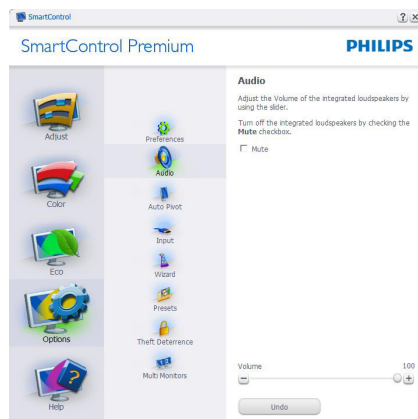 SmartControl
SmartControl Premium
PHILIPS
Adjust
Color
Eco
Options
Help
Preferences
Audio
Auto Pivot
Input
Wizard
Presets
Theft Deterrence
Multi Monitors
Audio
Adjust the Volume of the integrated loudspeakers by
using the slider.
Turn off the integrated loudspeakers by checking the
Mute checkbox.
Mute
Volume 100
Undo